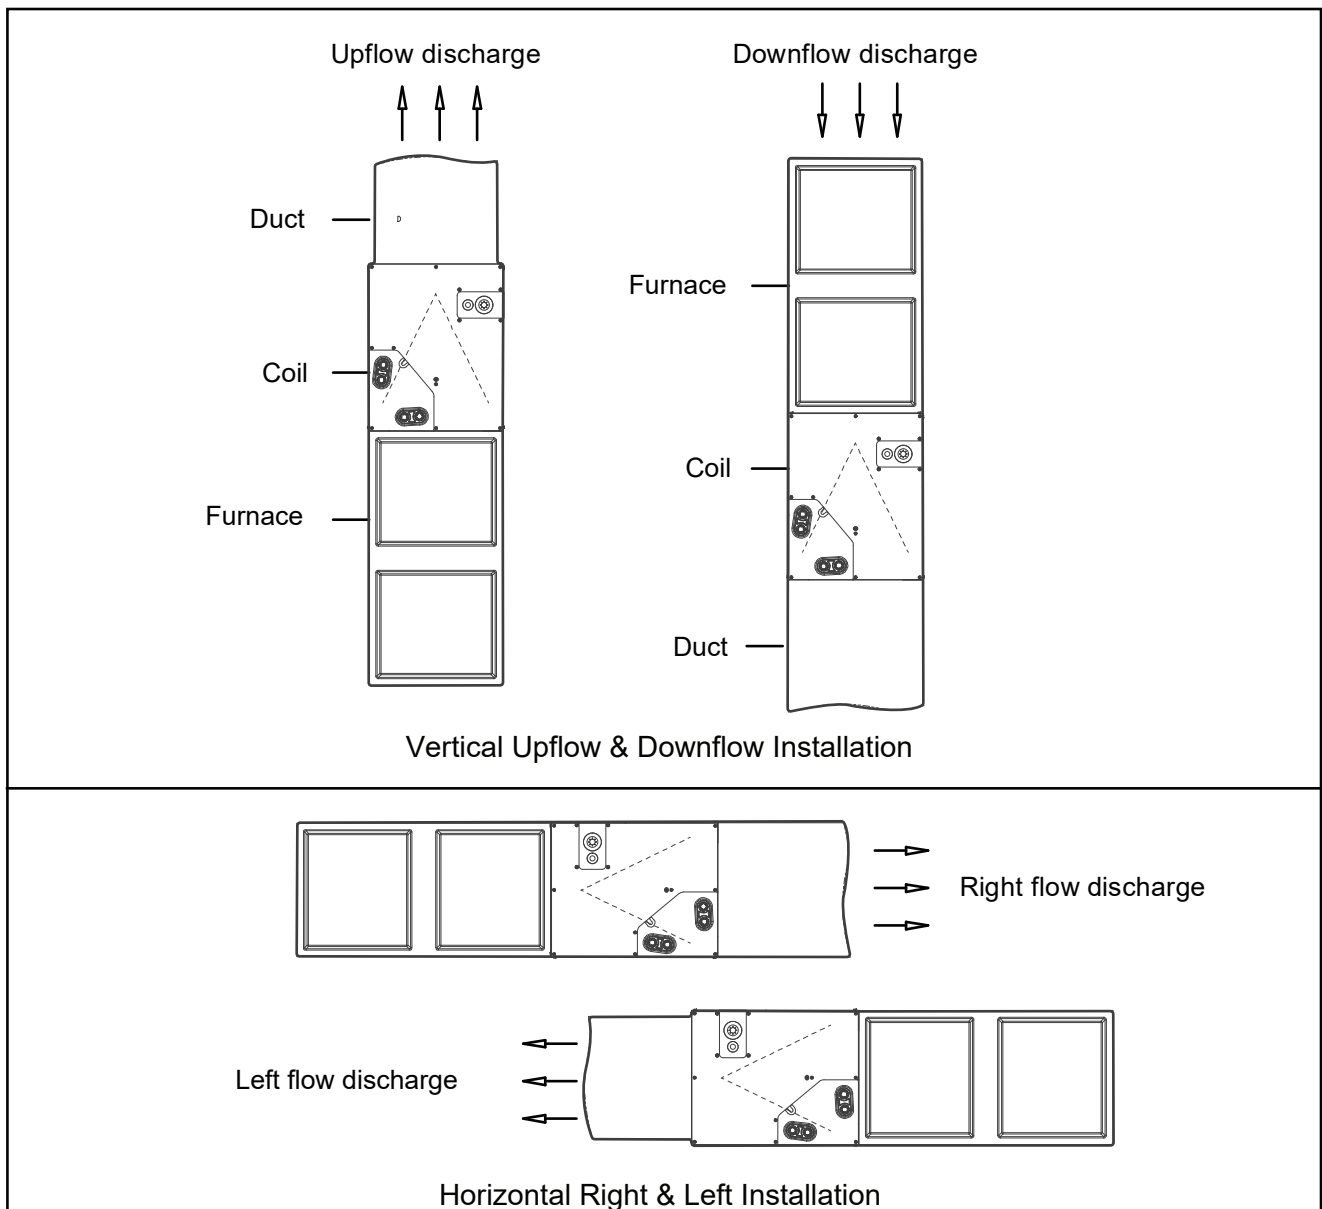 Upflow discharge
Downflow discharge
Duct
Furnace
Coil
Coil
Furnace
Duct
Vertical Upflow & Downflow Installation
Right flow discharge
Left flow discharge
Horizontal Right & Left Installation